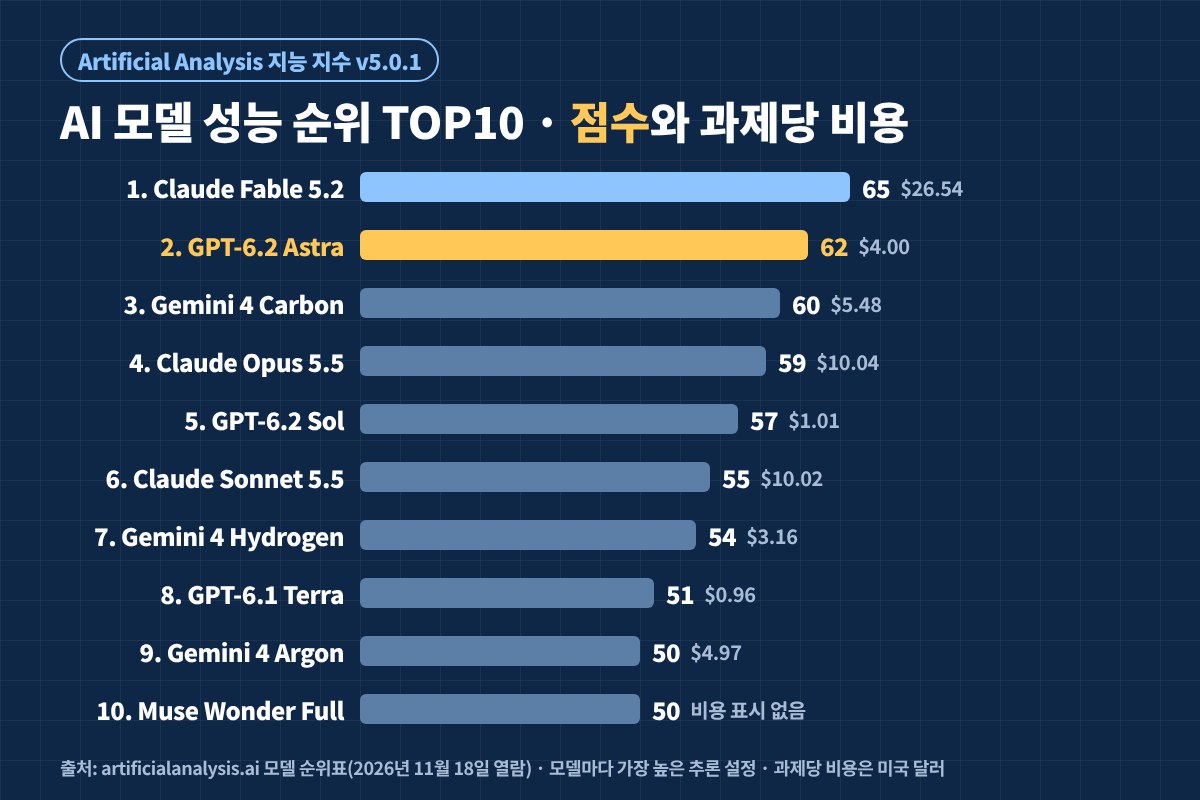 Artificial Analysis 지능 지수 v5.0.1
AI 모델 성능 순위 TOP10 · 점수와 과제당 비용
1. Claude Fable 5.2 65 $26.54
2. GPT-6.2 Astra 62 $4.00
3. Gemini 4 Carbon 60 $5.48
4. Claude Opus 5.5 59 $10.04
5. GPT-6.2 Sol 57 $1.01
6. Claude Sonnet 5.5 55 $10.02
7. Gemini 4 Hydrogen 54 $3.16
8. GPT-6.1 Terra 51 $0.96
9. Gemini 4 Argon 50 $4.97
10. Muse Wonder Full 50 비용 표시 없음
출처: artificialanalysis.ai 모델 순위표(2026년 11월 18일 열람) · 모델마다 가장 높은 추론 설정 · 과제당 비용은 미국 달러